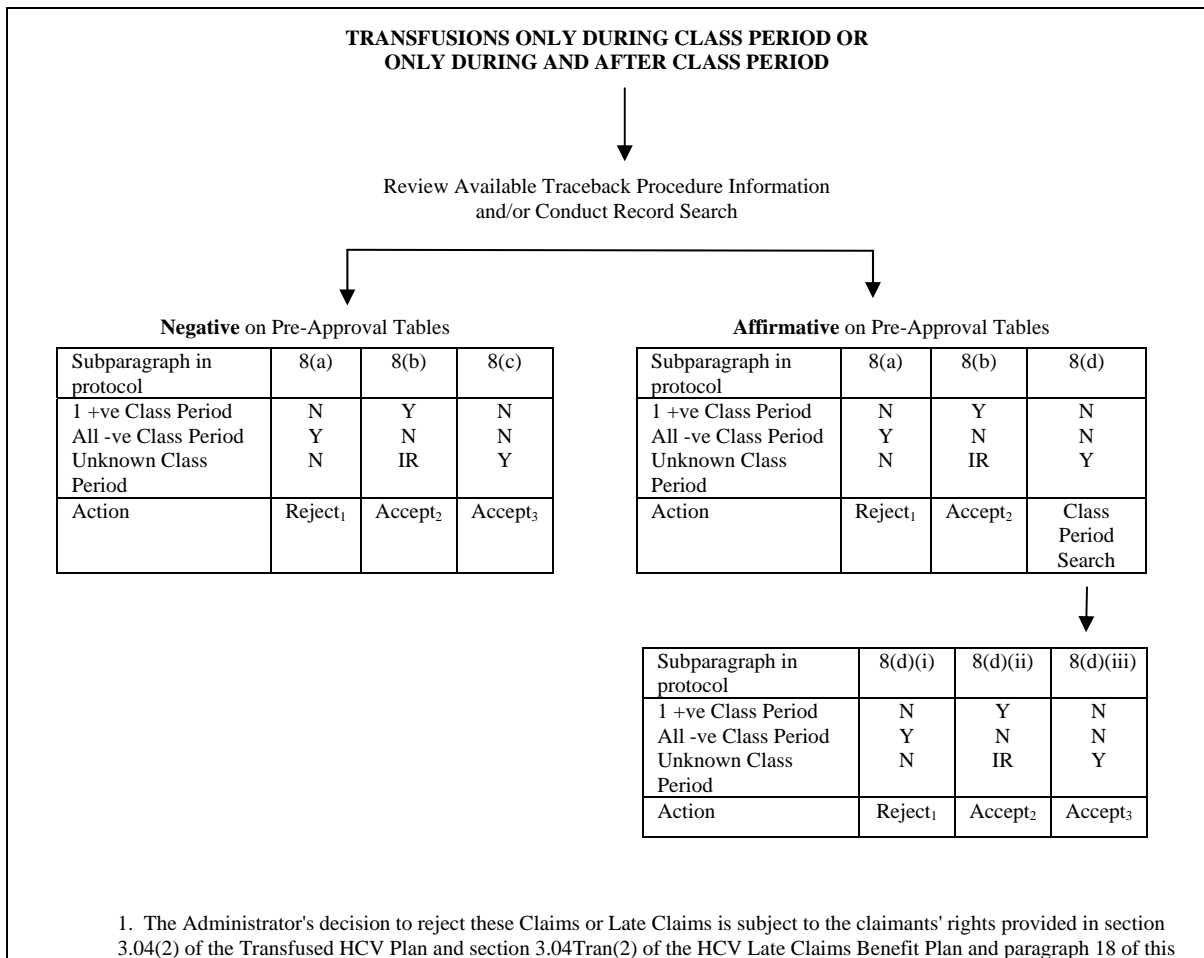 TRANSFUSIONS ONLY DURING CLASS PERIOD OR
ONLY DURING AND AFTER CLASS PERIOD
Review Available Traceback Procedure Information
and/or Conduct Record Search
Negative on Pre-Approval Tables
Subparagraph in 8(a) 8(b) 8(c)
protocol
1 +ve Class Period N Y N
All -ve Class Period Y N N
Unknown Class N IR Y
Period
Action Reject1 Accept2 Accept3
Affirmative on Pre-Approval Tables
Subparagraph in 8(a) 8(b) 8(d)
protocol
1 +ve Class Period N Y N
All -ve Class Period Y N N
Unknown Class N IR Y
Period
Action Reject1 Accept2 Class
Period
Search
Subparagraph in 8(d)(i) 8(d)(ii) 8(d)(iii)
protocol
1 +ve Class Period N Y N
All -ve Class Period Y N N
Unknown Class N IR Y
Period
Action Reject1 Accept2 Accept3
1. The Administrator's decision to reject these Claims or Late Claims is subject to the claimants' rights provided in section
3.04(2) of the Transfused HCV Plan and section 3.04Tran(2) of the HCV Late Claims Benefit Plan and paragraph 18 of this